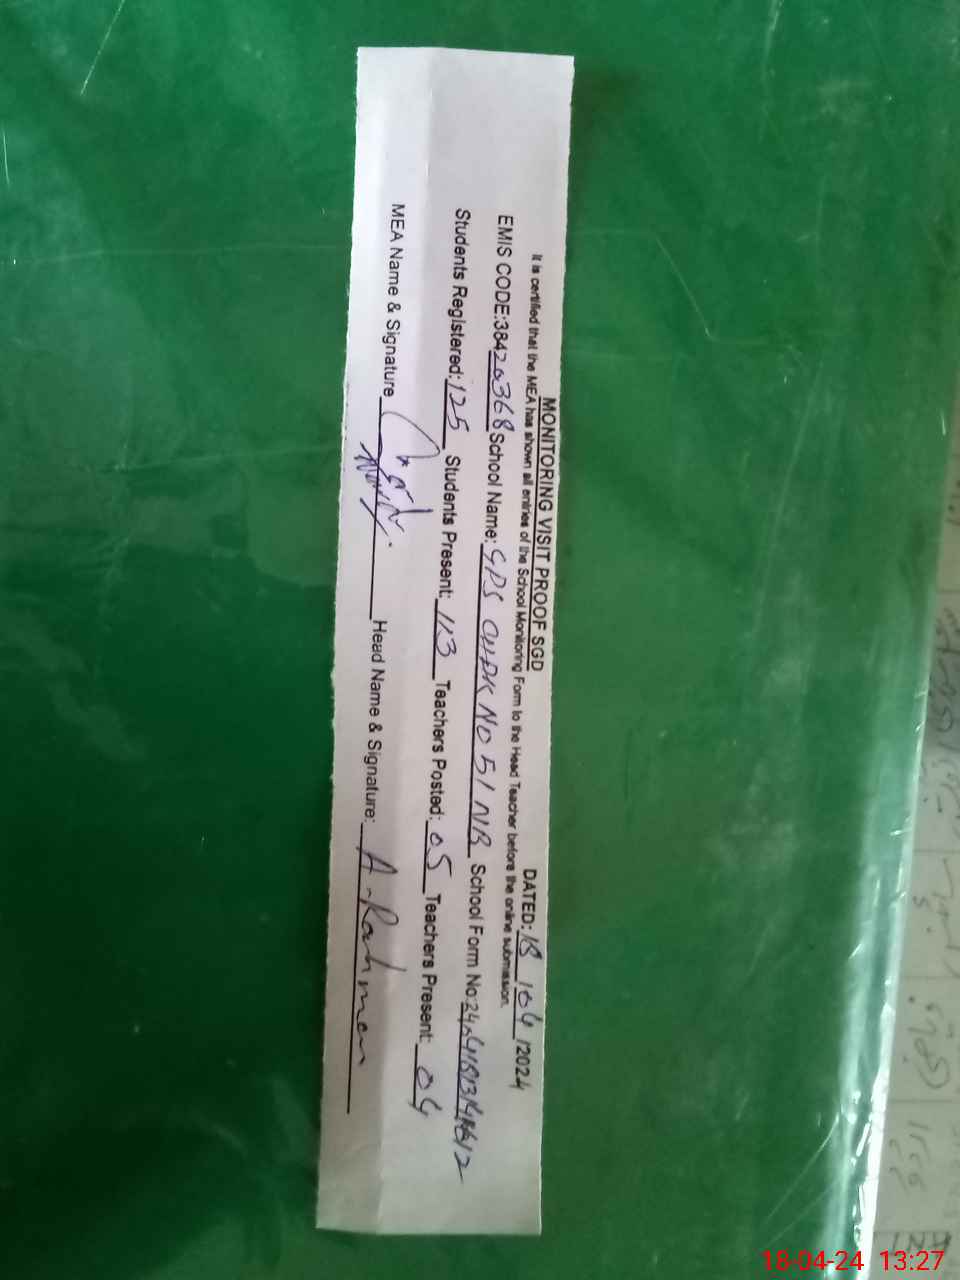 MONITORING VISIT PROOF SGD DATED: 18/04/2024
It is certified that the MEA has shown all entries of the School Monitoring Form to the Head Teacher before the online submission.
EMIS CODE:38420368 School Name: GPS CHAK NO 51 NB School Form No:
Students Registered: 125 Students Present: 113 Teachers Posted: 05 Teachers Present: 04
MEA Name & Signature Head Name & Signature: A-Rahman
18-04-24 13:27